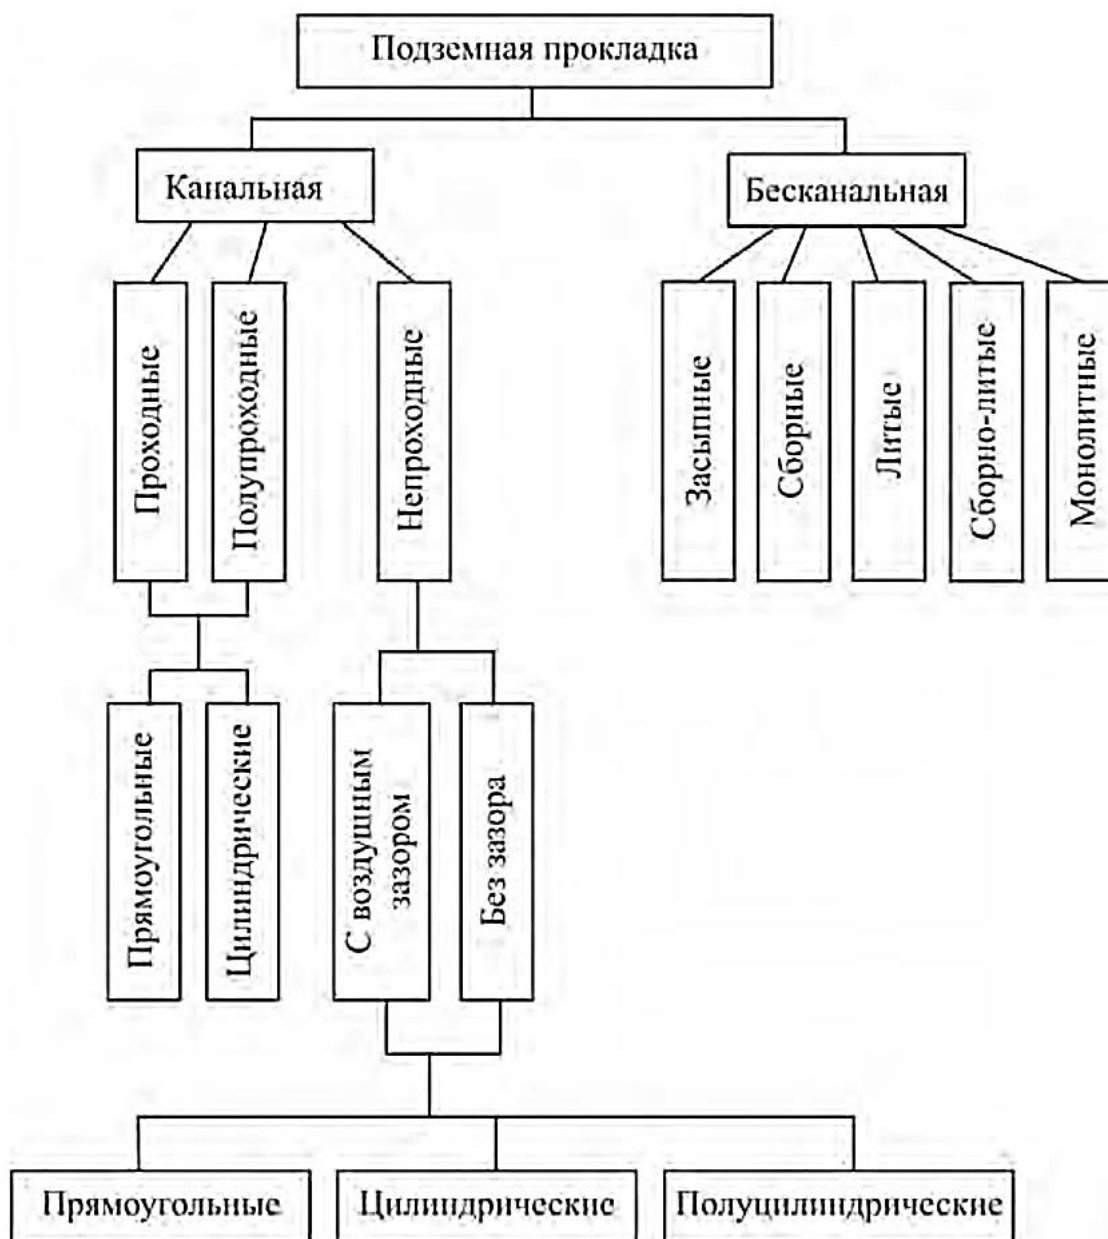 Подземная прокладка
Канальная
Бесканальная
Проходные
Полупроходные
Непроходные
Засыпные
Сборные
Литые
Сборно-литые
Монолитные
Прямоугольные
Цилиндрические
С воздушным
зазором
Без зазора
Прямоугольные
Цилиндрические
Полуцилиндрические